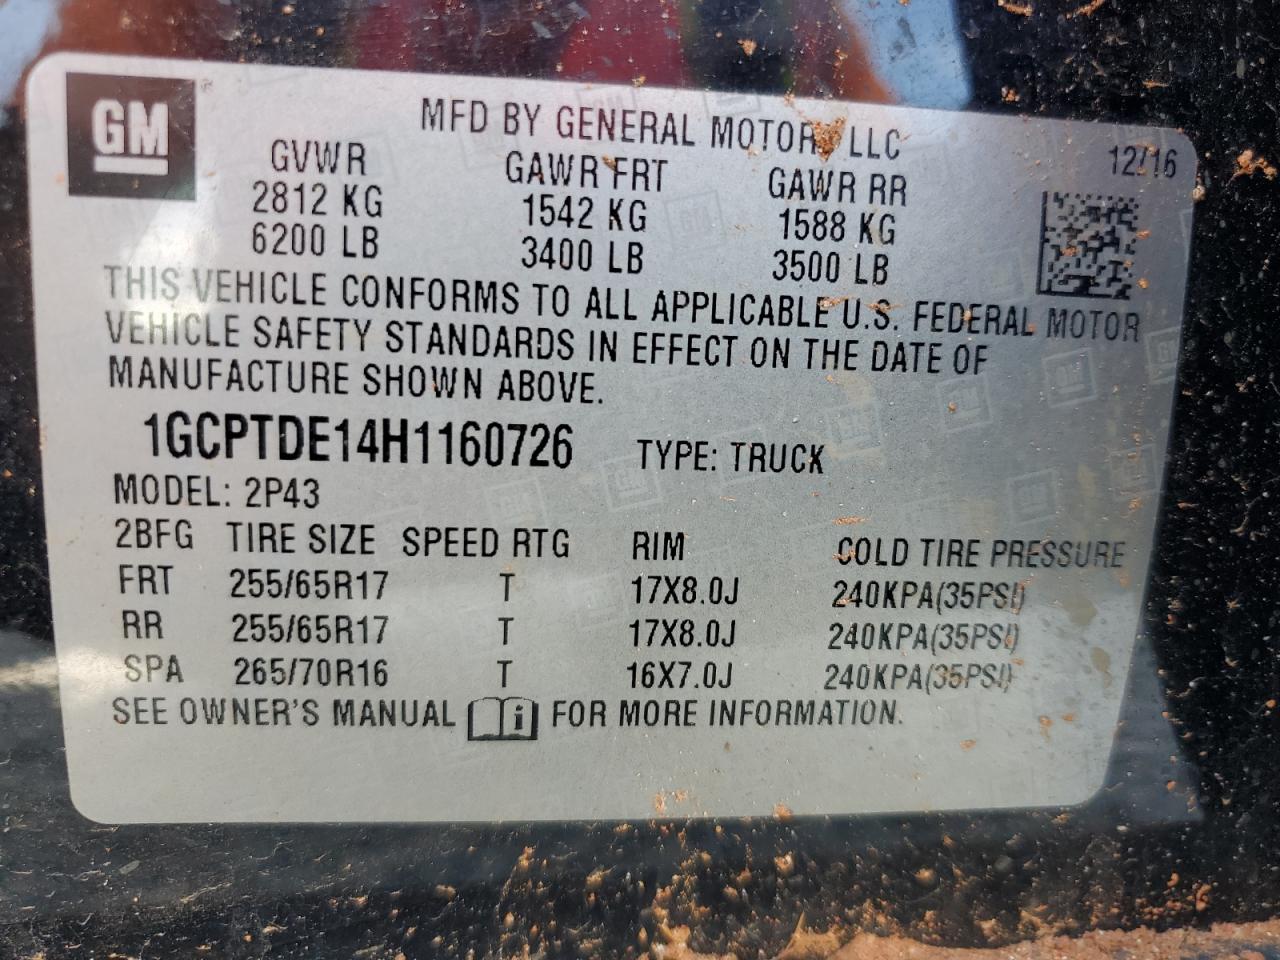 GM
MFD BY GENERAL MOTORS LLC
12/16
GVWR GAWR FRT GAWR RR
2812 KG 1542 KG 1588 KG
6200 LB 3400 LB 3500 LB
THIS VEHICLE CONFORMS TO ALL APPLICABLE U.S. FEDERAL MOTOR
VEHICLE SAFETY STANDARDS IN EFFECT ON THE DATE OF
MANUFACTURE SHOWN ABOVE.
1GCPTDE14H1160726 TYPE: TRUCK
MODEL: 2P43
2BFG TIRE SIZE SPEED RTG RIM COLD TIRE PRESSURE
FRT 255/65R17 T 17X8.0J 240KPA(35PSI)
RR 255/65R17 T 17X8.0J 240KPA(35PSI)
SPA 265/70R16 T 16X7.0J 240KPA(35PSI)
SEE OWNER'S MANUAL i FOR MORE INFORMATION.